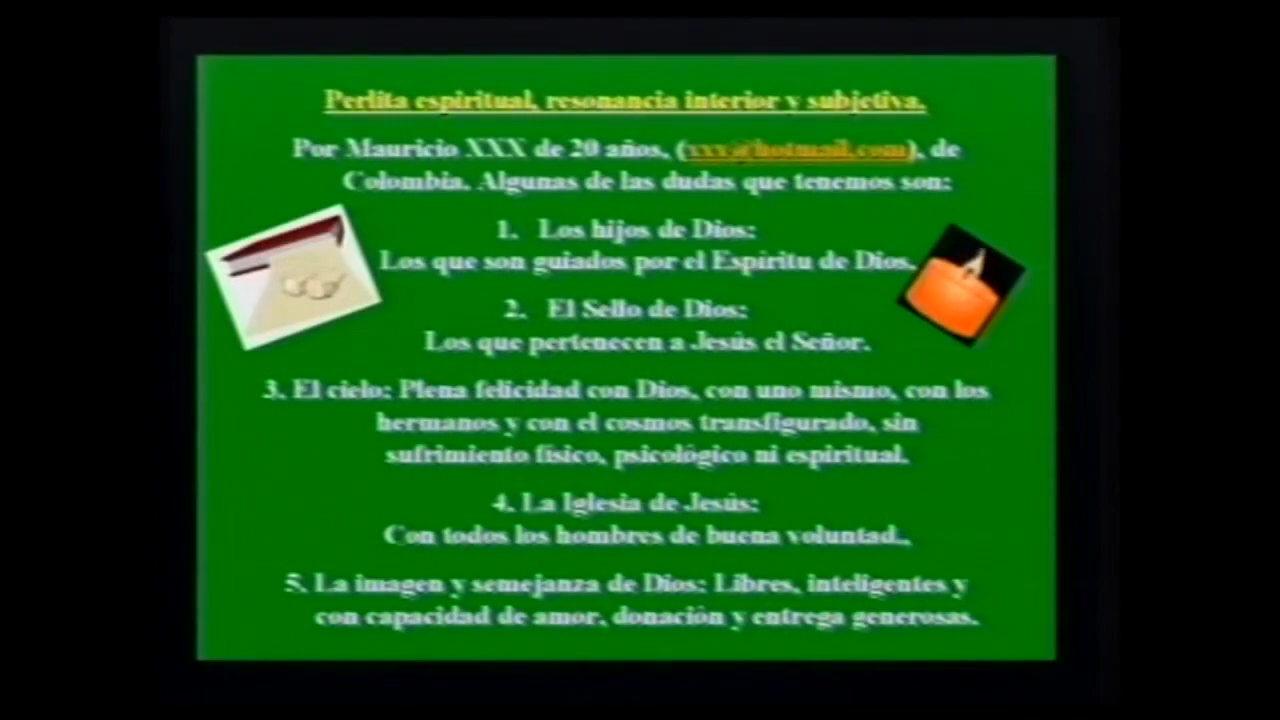 Perlita espiritual, resonancia interior y subjetiva.
Por Mauricio XXX de 20 años, (xxx@hotmail.com), de
Colombia. Algunas de las dudas que tenemos son:
1. Los hijos de Dios:
Los que son guiados por el Espíritu de Dios.
2. El Sello de Dios:
Los que pertenecen a Jesús el Señor.
3. El cielo: Plena felicidad con Dios, con uno mismo, con los
hermanos y con el cosmos transfigurado, sin
sufrimiento físico, psicológico ni espiritual.
4. La Iglesia de Jesús:
Con todos los hombres de buena voluntad.,
5. La imagen y semejanza de Dios: Libres, inteligentes y
con capacidad de amor, donación y entrega generosas.